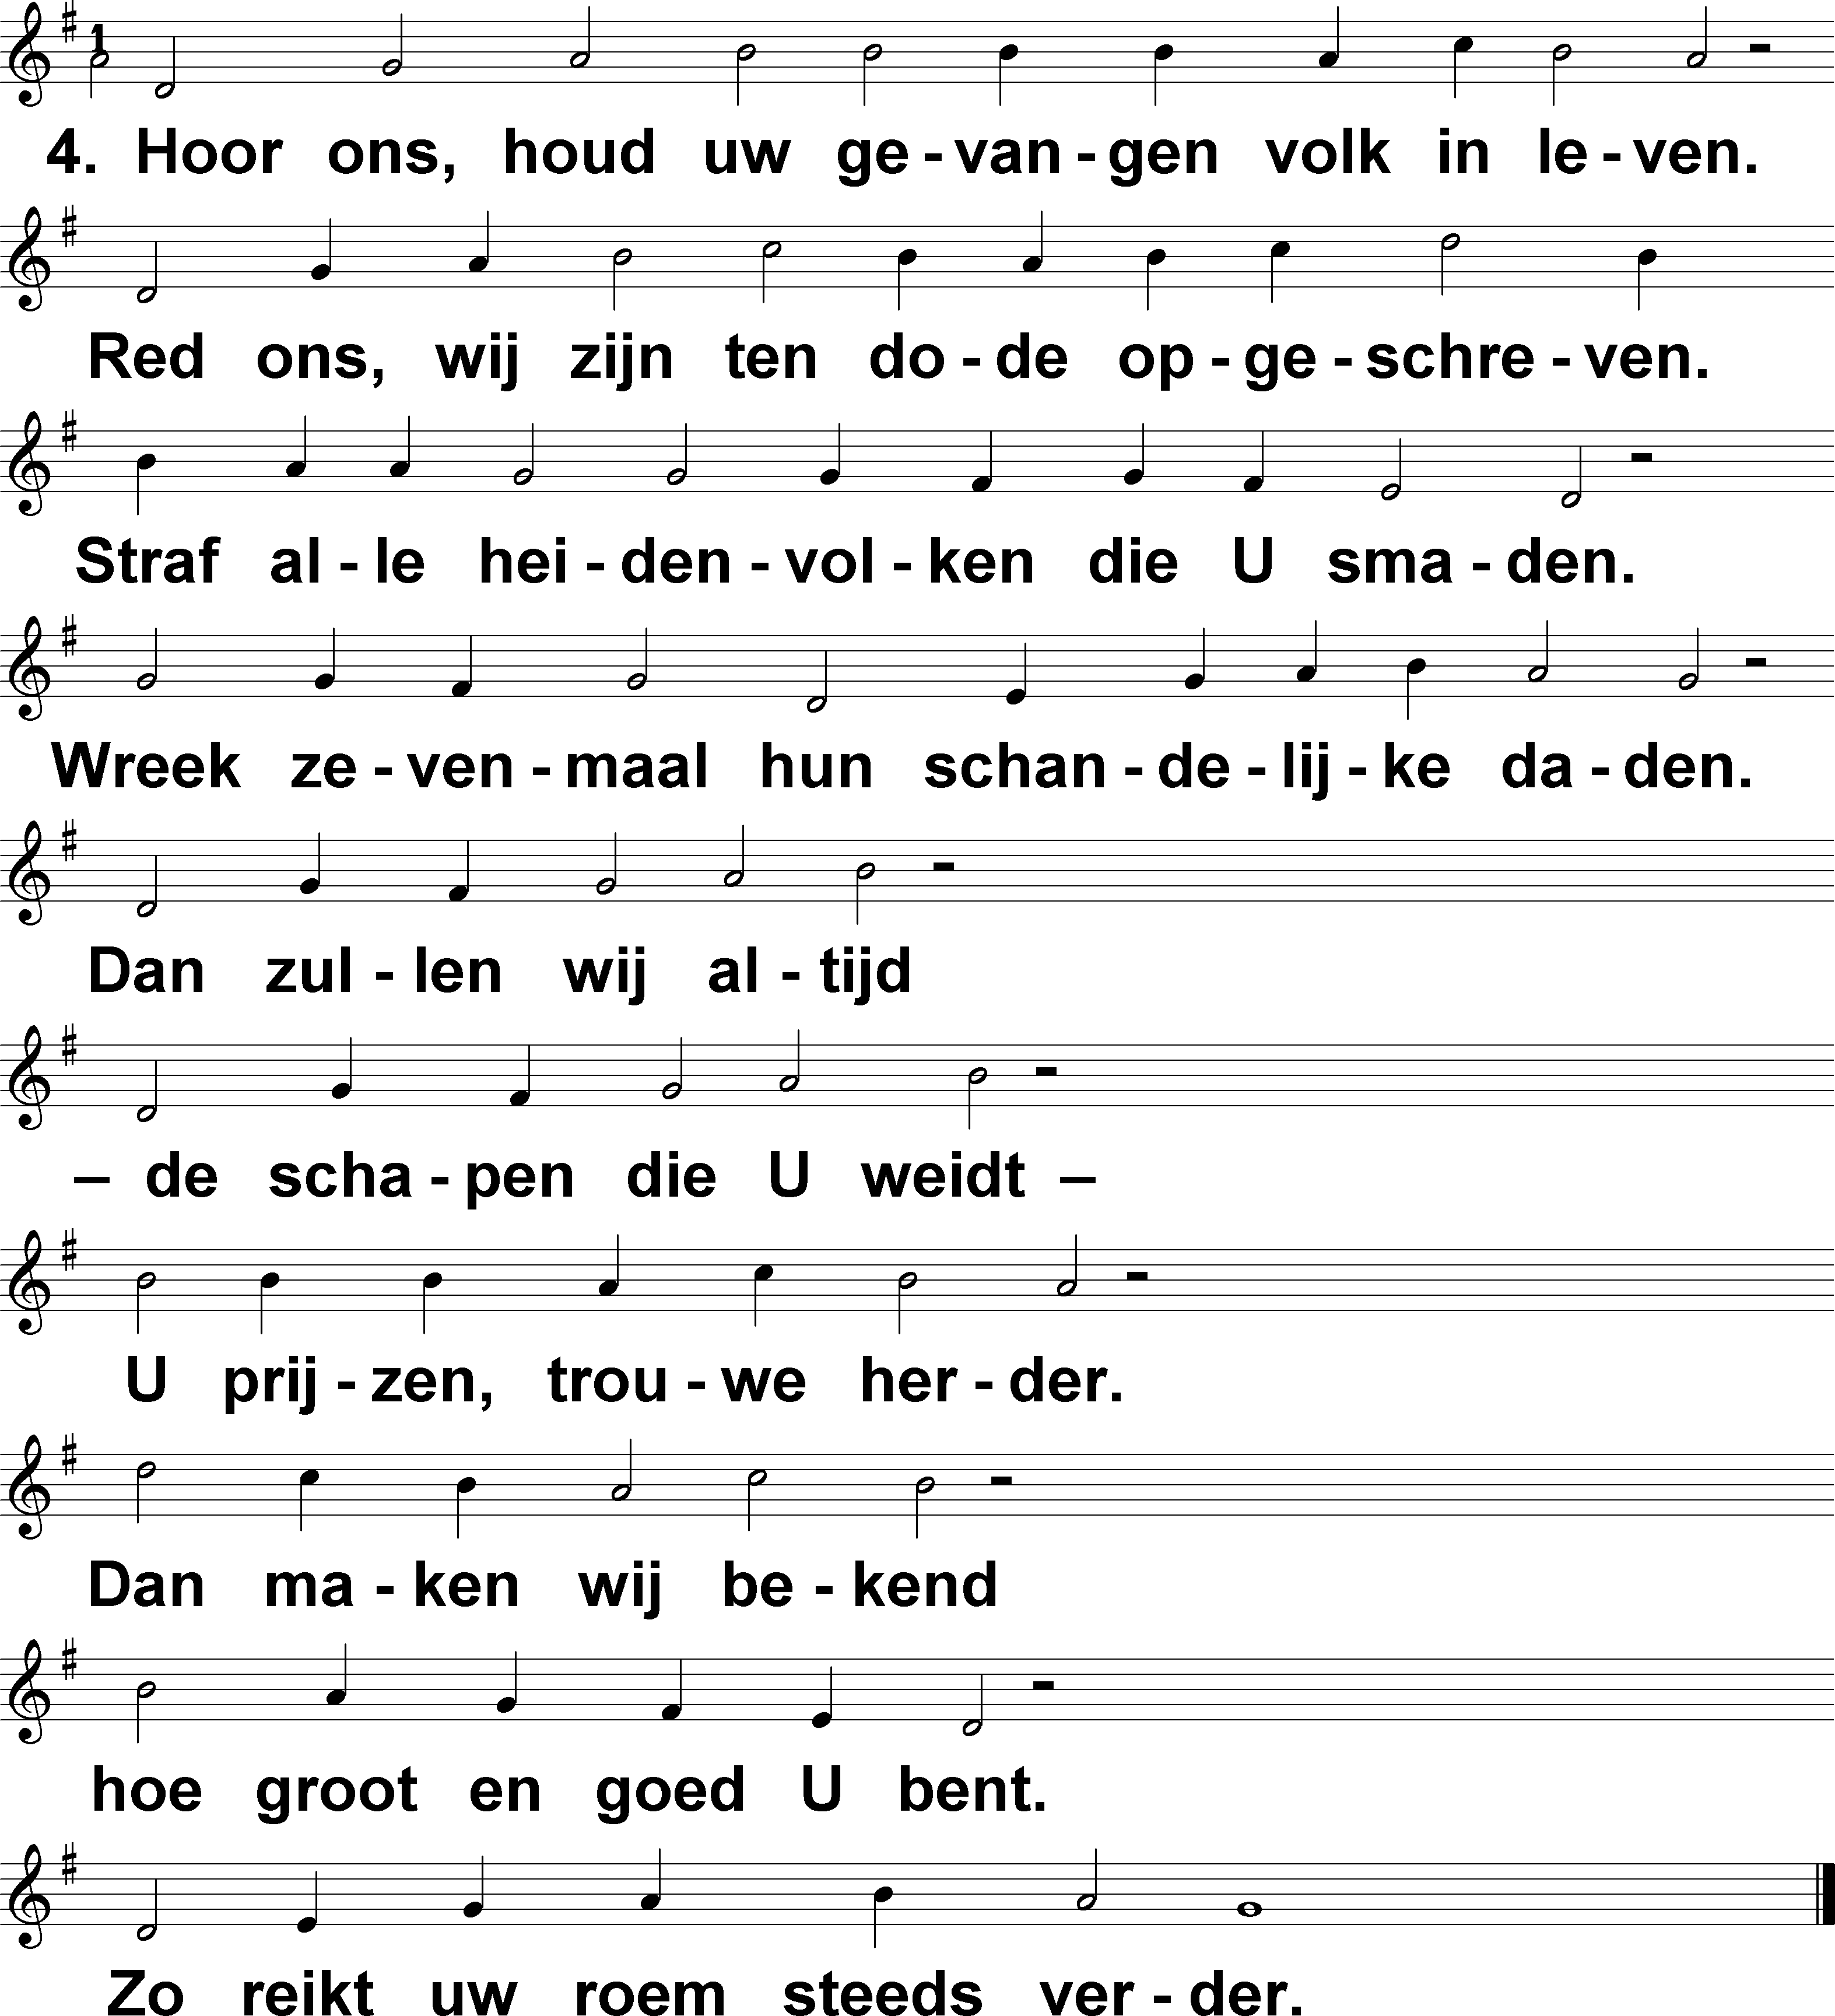 4. Hoor ons, houd uw ge-van-gen volk in le-ven.
Red ons, wij zijn ten do-de op-ge-schre-ven.
Straf al-le hei-den-vol-ken die U sma-den.
Wreek ze-ven-maal hun schan-de-lij-ke da-den.
Dan zul-len wij al-tijd
– de scha-pen die U weidt –
U prij-zen, trou-we her-der.
Dan ma-ken wij be-kend
hoe groot en goed U bent.
Zo reikt uw roem steeds ver-der.